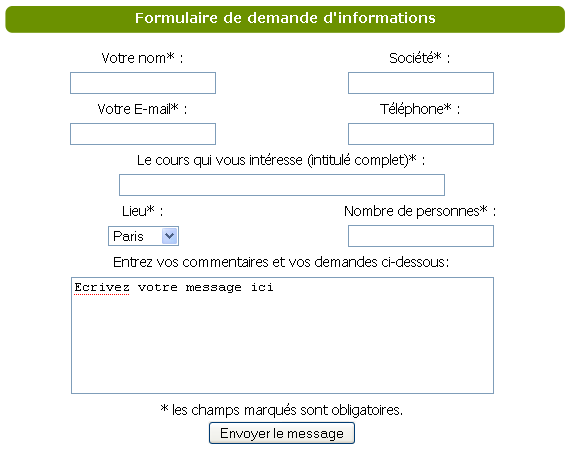 Formulaire de demande d'informations
Votre nom* :
Société* :
Votre E-mail* :
Téléphone* :
Le cours qui vous intéresse (intitulé complet)* :
Lieu* :
Nombre de personnes* :
Paris
Entrez vos commentaires et vos demandes ci-dessous:
Ecrivez votre message ici
* les champs marqués sont obligatoires.
Envoyer le message